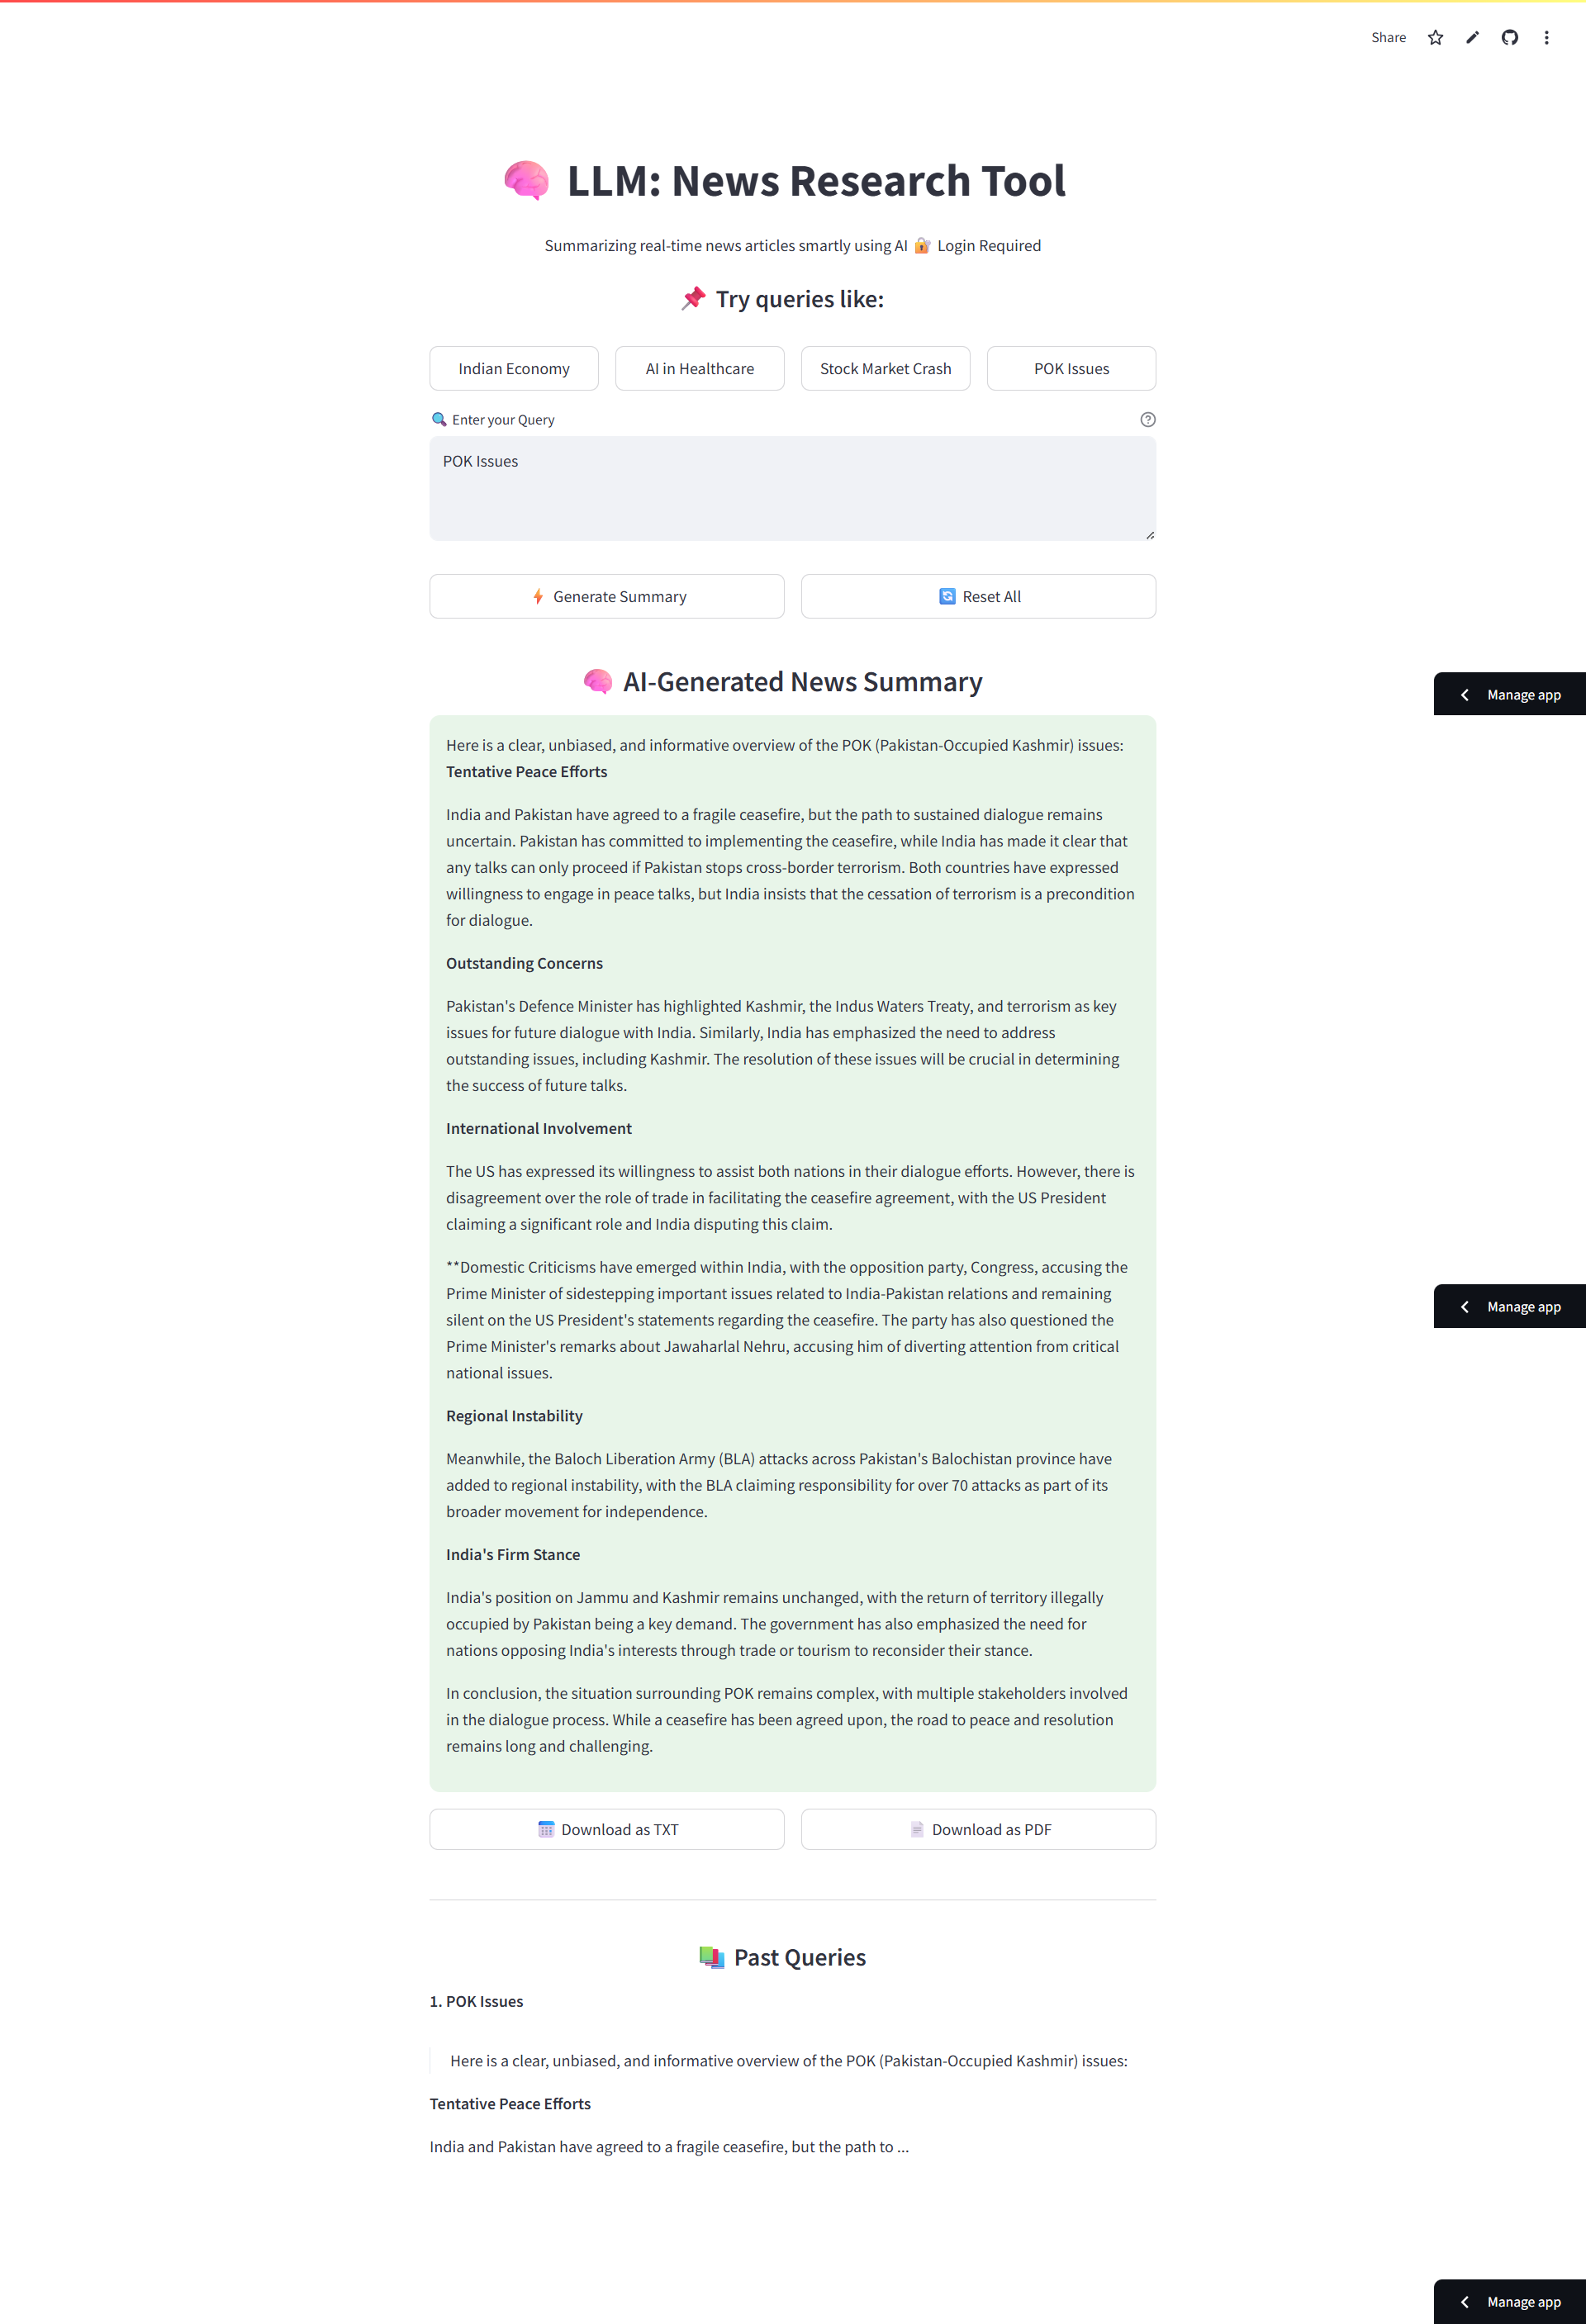 Share
LLM: News Research Tool
Summarizing real-time news articles smartly using AI 🔐 Login Required
Try queries like:
Indian Economy
AI in Healthcare
Stock Market Crash
POK Issues
Enter your Query
POK Issues
Generate Summary
Reset All
AI-Generated News Summary
Manage app
Here is a clear, unbiased, and informative overview of the POK (Pakistan-Occupied Kashmir) issues:
Tentative Peace Efforts
India and Pakistan have agreed to a fragile ceasefire, but the path to sustained dialogue remains
uncertain. Pakistan has committed to implementing the ceasefire, while India has made it clear that
any talks can only proceed if Pakistan stops cross-border terrorism. Both countries have expressed
willingness to engage in peace talks, but India insists that the cessation of terrorism is a precondition
for dialogue.
Outstanding Concerns
Pakistan's Defence Minister has highlighted Kashmir, the Indus Waters Treaty, and terrorism as key
issues for future dialogue with India. Similarly, India has emphasized the need to address
outstanding issues, including Kashmir. The resolution of these issues will be crucial in determining
the success of future talks.
International Involvement
The US has expressed its willingness to assist both nations in their dialogue efforts. However, there is
disagreement over the role of trade in facilitating the ceasefire agreement, with the US President
claiming a significant role and India disputing this claim.
**Domestic Criticisms have emerged within India, with the opposition party, Congress, accusing the
Prime Minister of sidestepping important issues related to India-Pakistan relations and remaining
Manage app
silent on the US President's statements regarding the ceasefire. The party has also questioned the
Prime Minister's remarks about Jawaharlal Nehru, accusing him of diverting attention from critical
national issues.
Regional Instability
Meanwhile, the Baloch Liberation Army (BLA) attacks across Pakistan's Balochistan province have
added to regional instability, with the BLA claiming responsibility for over 70 attacks as part of its
broader movement for independence.
India's Firm Stance
India's position on Jammu and Kashmir remains unchanged, with the return of territory illegally
occupied by Pakistan being a key demand. The government has also emphasized the need for
nations opposing India's interests through trade or tourism to reconsider their stance.
In conclusion, the situation surrounding POK remains complex, with multiple stakeholders involved
in the dialogue process. While a ceasefire has been agreed upon, the road to peace and resolution
remains long and challenging.
Download as TXT
Download as PDF
Past Queries
1. POK Issues
Here is a clear, unbiased, and informative overview of the POK (Pakistan-Occupied Kashmir) issues:
Tentative Peace Efforts
India and Pakistan have agreed to a fragile ceasefire, but the path to ...
Manage app